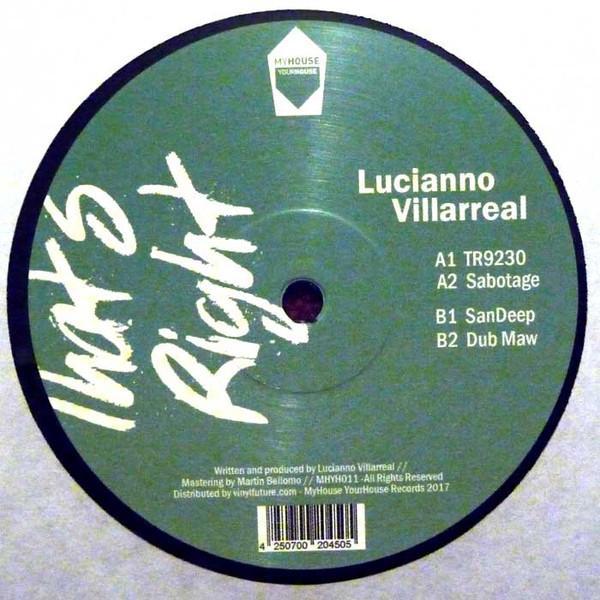 MYHOUSE
YOURHOUSE
Thats
Right
Lucianno
Villarreal
A1 TR9230
A2 Sabotage
B1 SanDeep
B2 Dub Maw
Written and produced by Lucianno Villarreal //
Mastering by Martin Bellomo // MHYH011 -All Rights Reserved
Distributed by vinylfuture.com - MyHouse YourHouse Records 2017
4 250700 204505